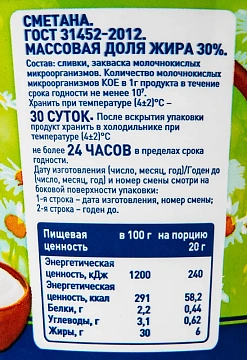 СМЕТАНА.
ГОСТ 31452-2012.
МАССОВАЯ ДОЛЯ ЖИРА 30%.
Состав: сливки, закваска молочнокислых
микроорганизмов. Количество молочнокислых
микроорганизмов КОЕ в 1г продукта в течение
срока годности не менее 10⁷.
Хранить при температуре (4±2)°С –
30 СУТОК. После вскрытия упаковки
продукт хранить в холодильнике при
температуре (4±2)°С –
не более 24 ЧАСОВ в пределах срока
годности.
Дата изготовления (число, месяц, год)/Годен до
(число, месяц, год) и номер смены смотри на
боковой поверхности упаковки:
1-я строка – дата изготовления, номер смены;
2-я строка – годен до.
Пищевая ценность в 100 г на порцию 20 г
Энергетическая ценность, кДж 1200 240
Энергетическая ценность, ккал 291 58,2
Белки, г 2,2 0,44
Углеводы, г 3,1 0,62
Жиры, г 30 6